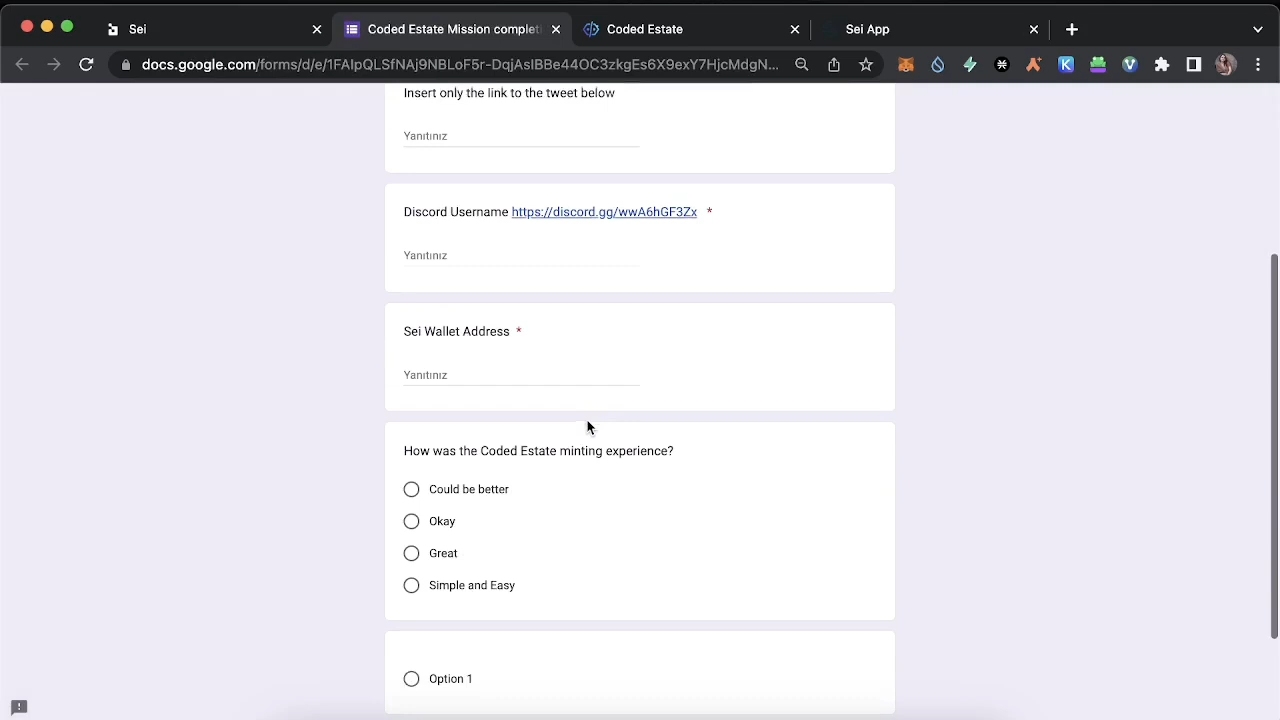 Sei
Coded Estate Mission completi
Coded Estate
Sei App
docs.google.com/forms/d/e/1FAIpQLSfNAj9NBLoF5r-DqjAsIBBe44OC3zkgEs6X9exY7HjcMdgN...
Insert only the link to the tweet below
Yanıtınız
Discord Username https://discord.gg/wwA6hGF3Zx *
Yanıtınız
Sei Wallet Address *
Yanıtınız
How was the Coded Estate minting experience?
Could be better
Okay
Great
Simple and Easy
Option 1